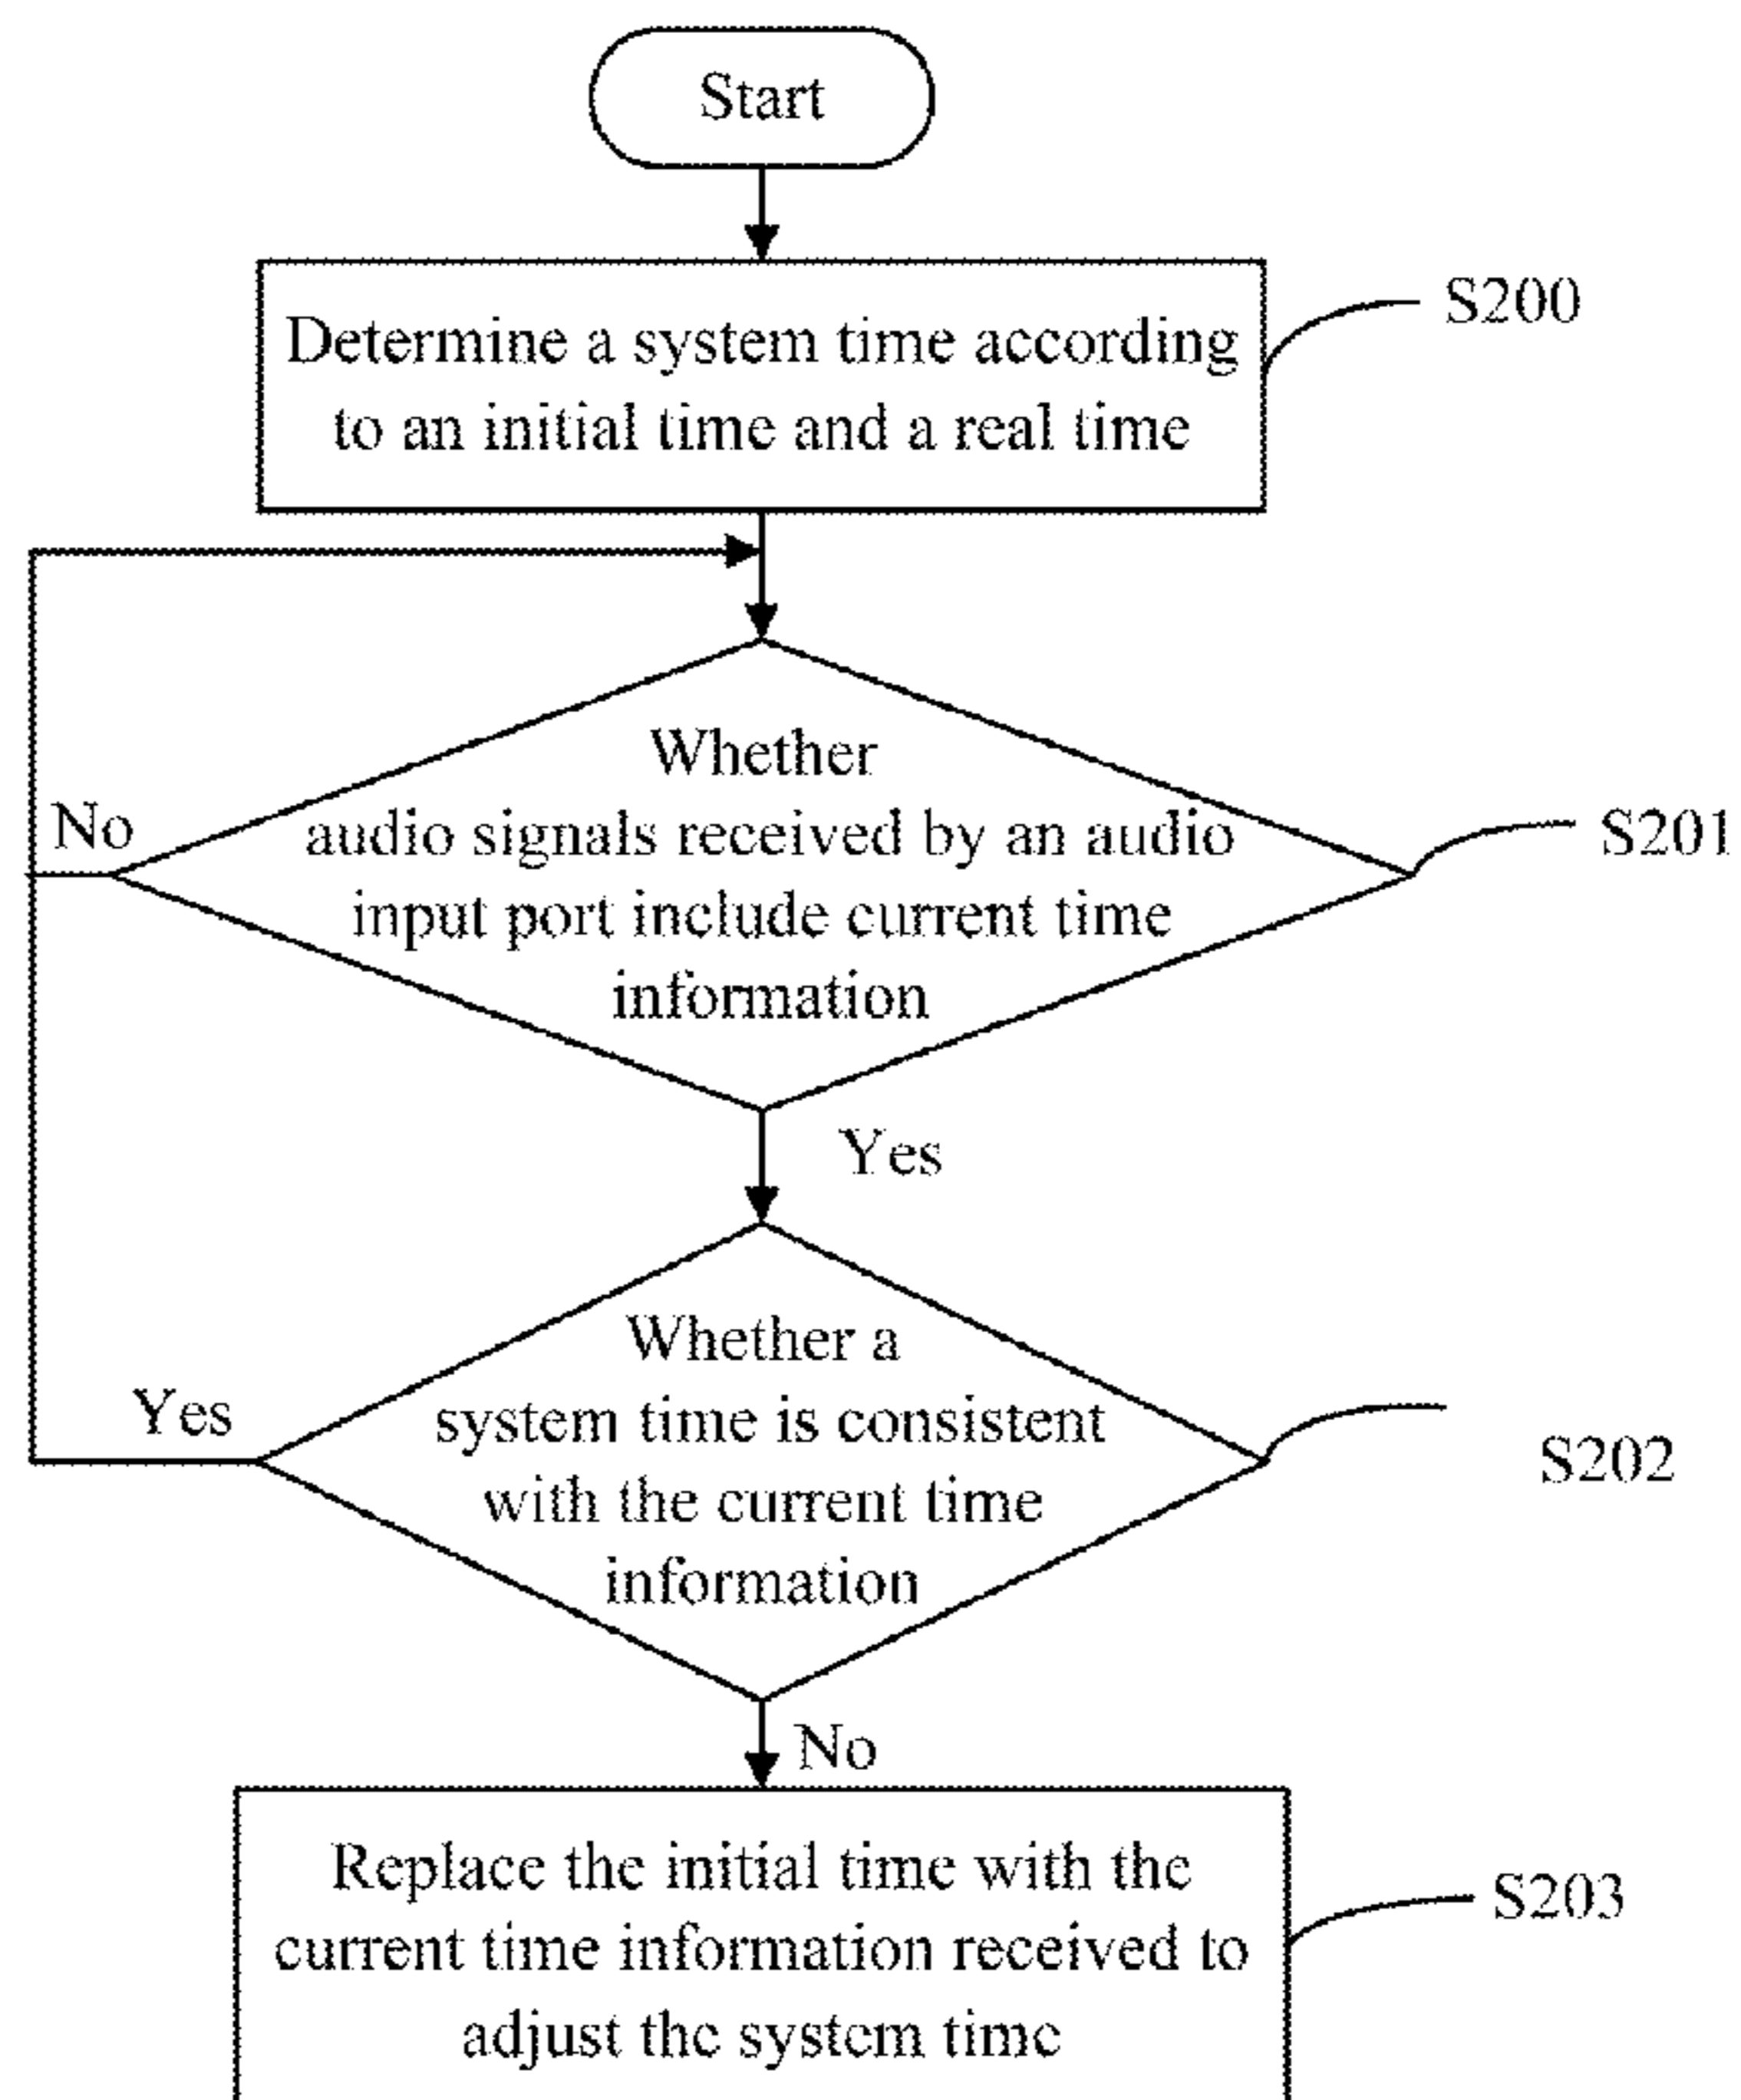 Start
Determine a system time according
to an initial time and a real time
S200
Whether
audio signals received by an audio
input port include current time
information
No
S201
Yes
Whether a
system time is consistent
with the current time
information
Yes
S202
No
Replace the initial time with the
current time information received to
adjust the system time
S203